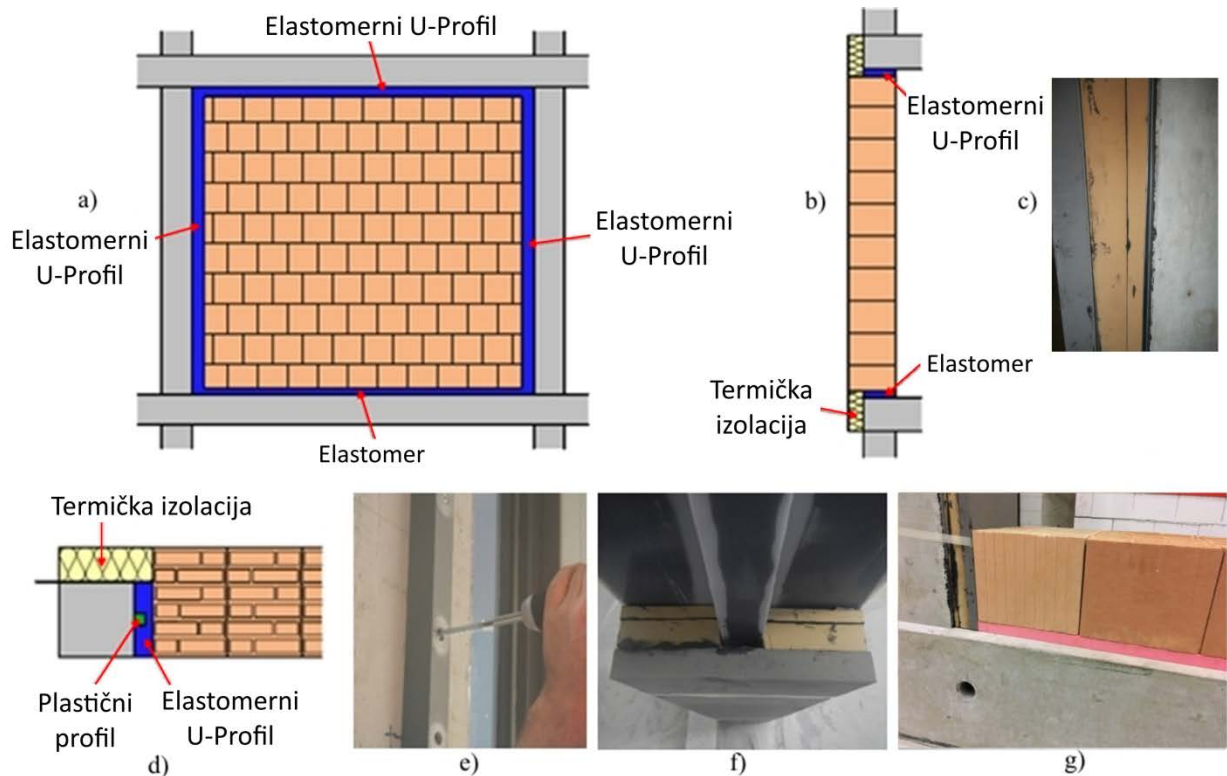 Elastomerni U-Profil
a)
Elastomerni
U-Profil
Elastomerni
U-Profil
Elastomer
b)
Elastomerni
U-Profil
Elastomer
Termička
izolacija
c)
Termička izolacija
Plastični
profil
Elastomerni
U-Profil
d)
e)
f)
g)